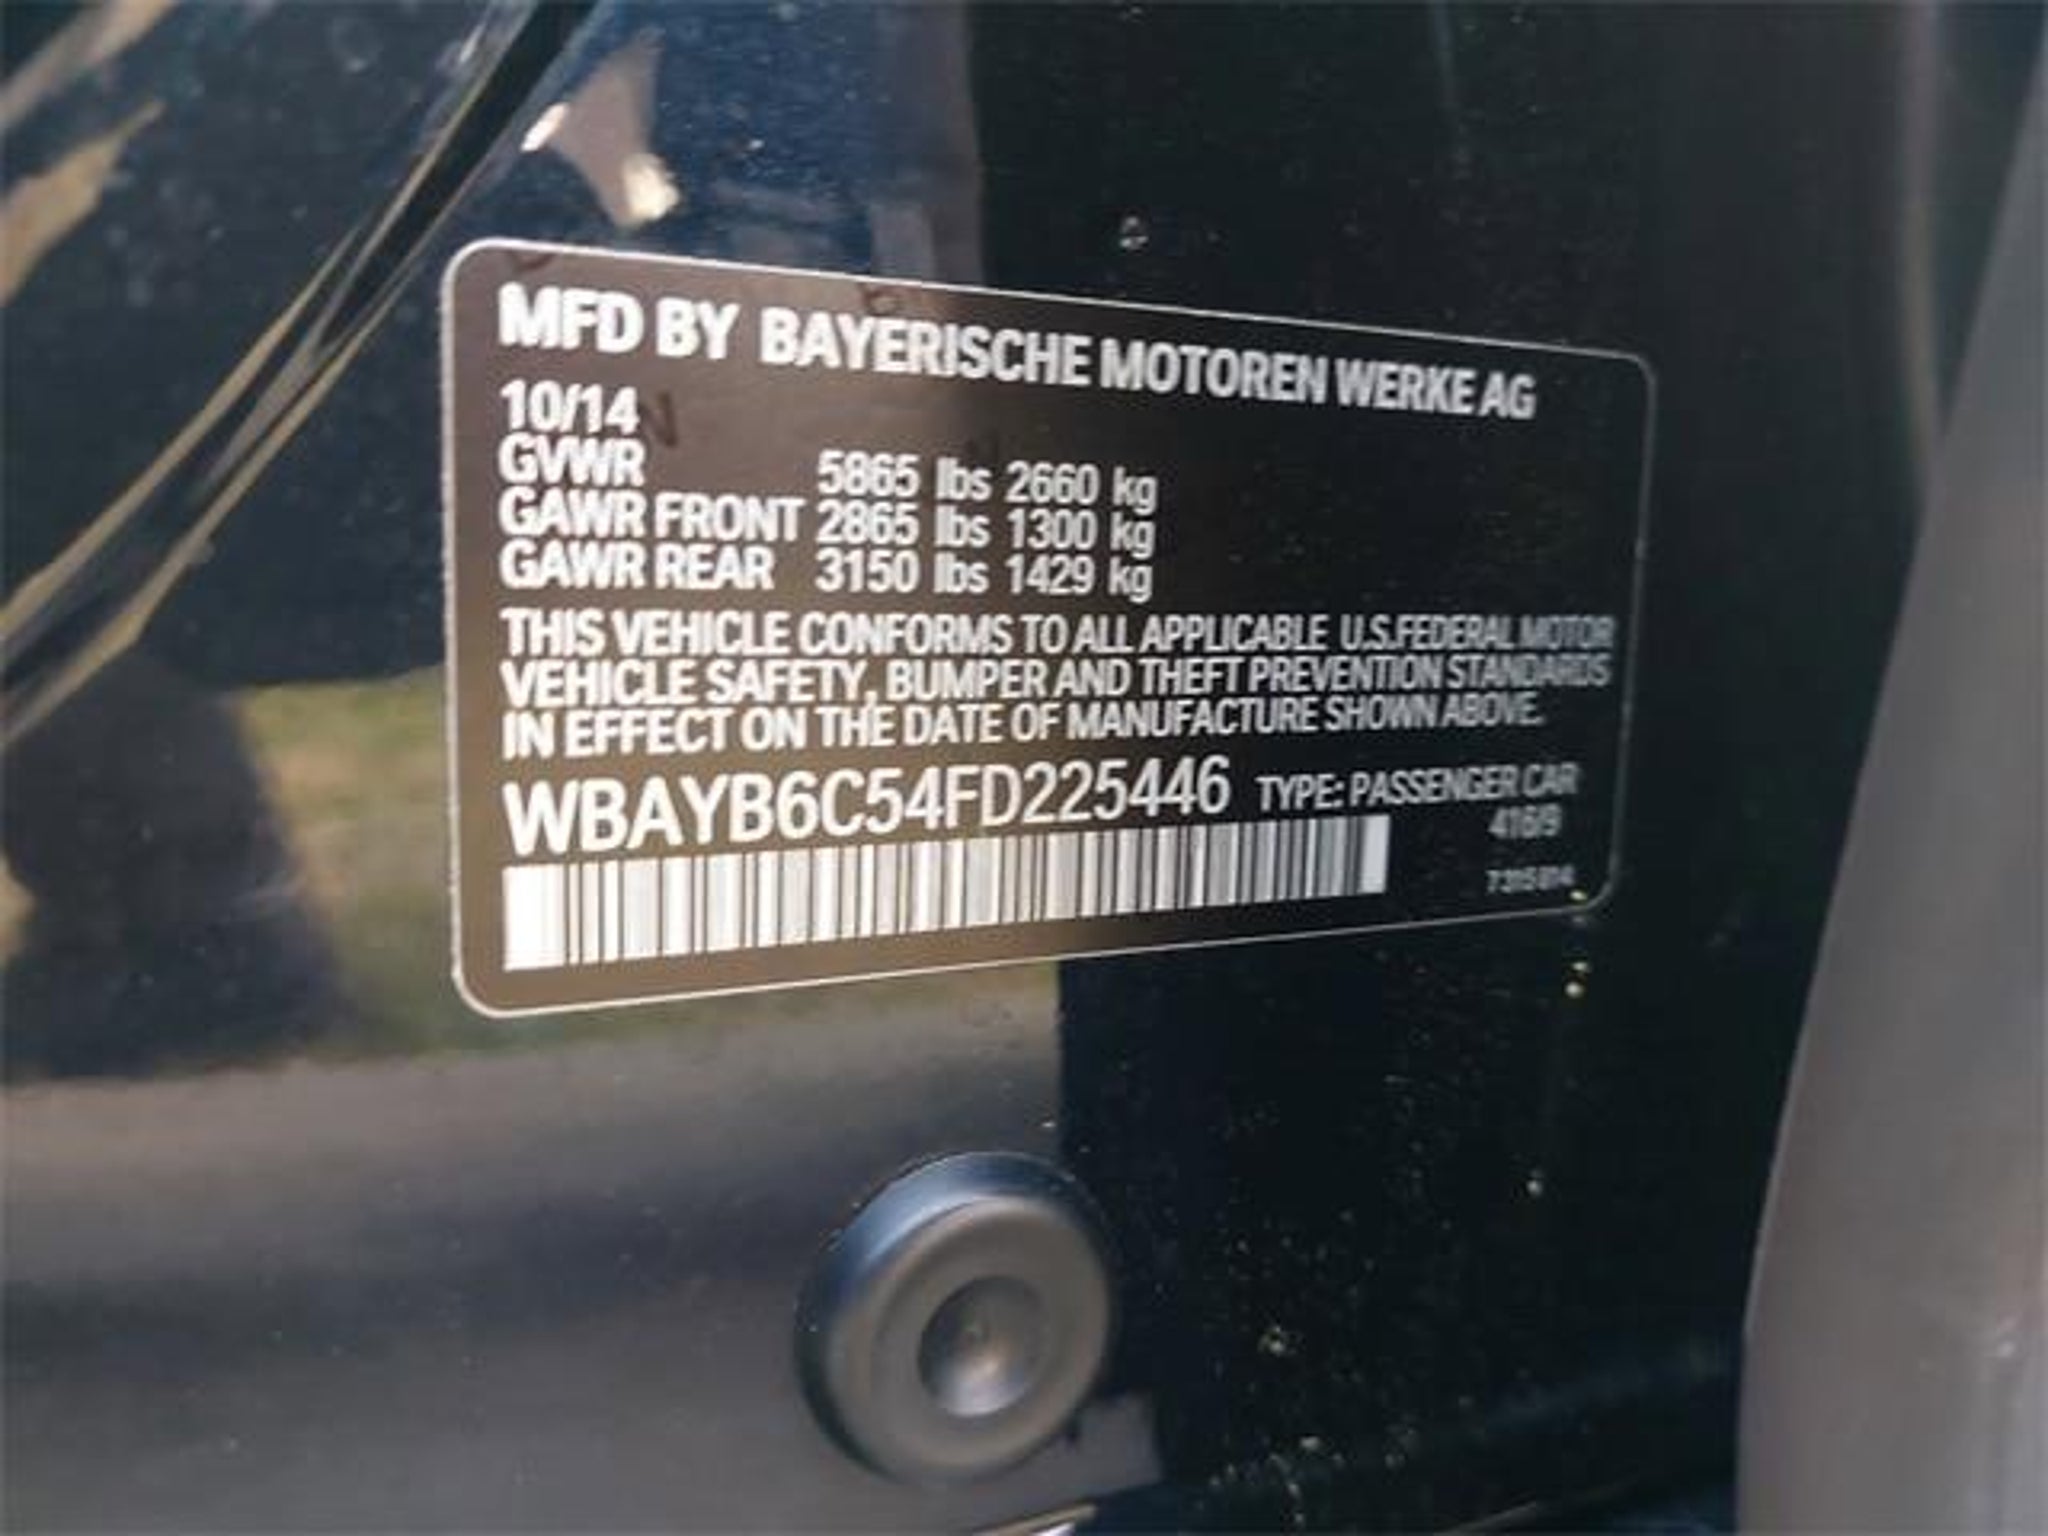 MFD BY BAYERISCHE MOTOREN WERKE AG
10/14
GVWR 5865 lbs 2660 kg
GAWR FRONT 2865 lbs 1300 kg
GAWR REAR 3150 lbs 1429 kg
THIS VEHICLE CONFORMS TO ALL APPLICABLE U.S.FEDERAL MOTOR
VEHICLE SAFETY, BUMPER AND THEFT PREVENTION STANDARDS
IN EFFECT ON THE DATE OF MANUFACTURE SHOWN ABOVE.
WBAYB6C54FD225446 TYPE: PASSENGER CAR
416/9